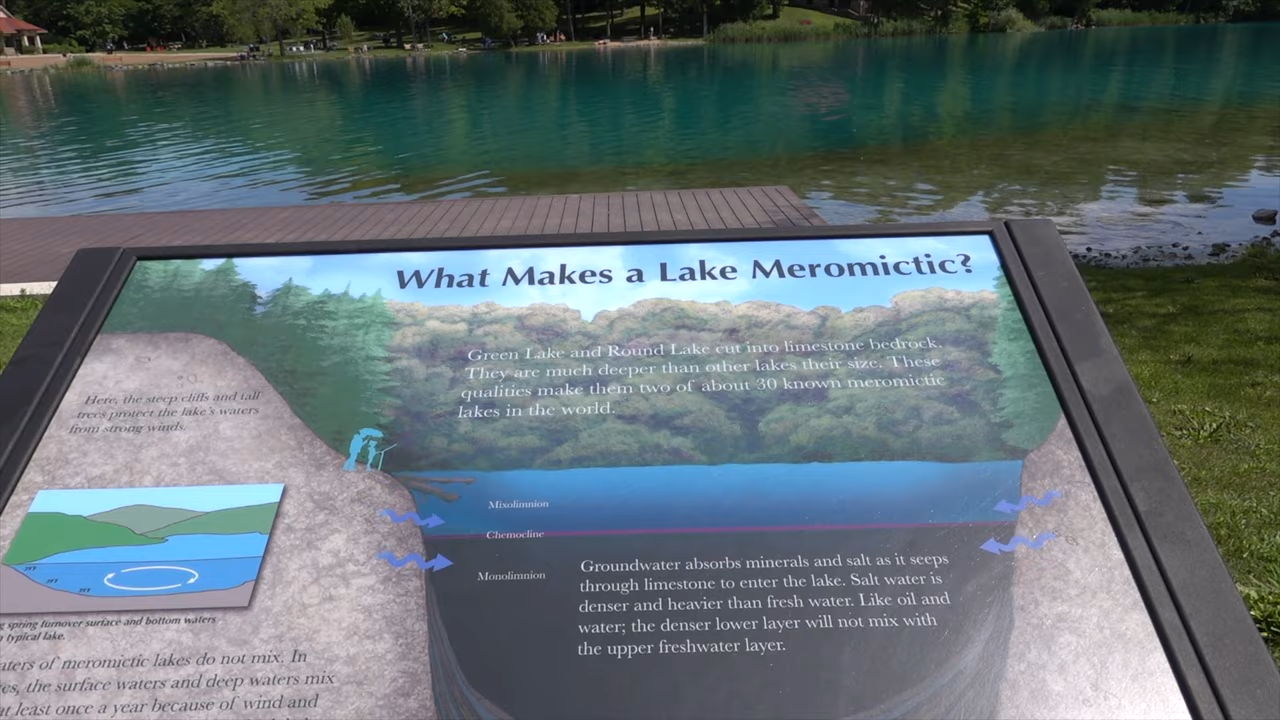 What Makes a Lake Meromictic?
Green Lake and Round Lake cut into limestone bedrock.
They are much deeper than other lakes their size. These
qualities make them two of about 30 known meromictic
lakes in the world.
Here, the steep cliffs and tall
trees protect the lake's waters
from strong winds.
Mixolimnion
Chemocline
Monolimnion
Groundwater absorbs minerals and salt as it seeps
through limestone to enter the lake. Salt water is
denser and heavier than fresh water. Like oil and
water; the denser lower layer will not mix with
the upper freshwater layer.
39°F
39°F
39°F
spring turnover surface and bottom waters
typical lake.
of meromictic lakes do not mix. In
the surface waters and deep waters mix
at least once a year because of wind and